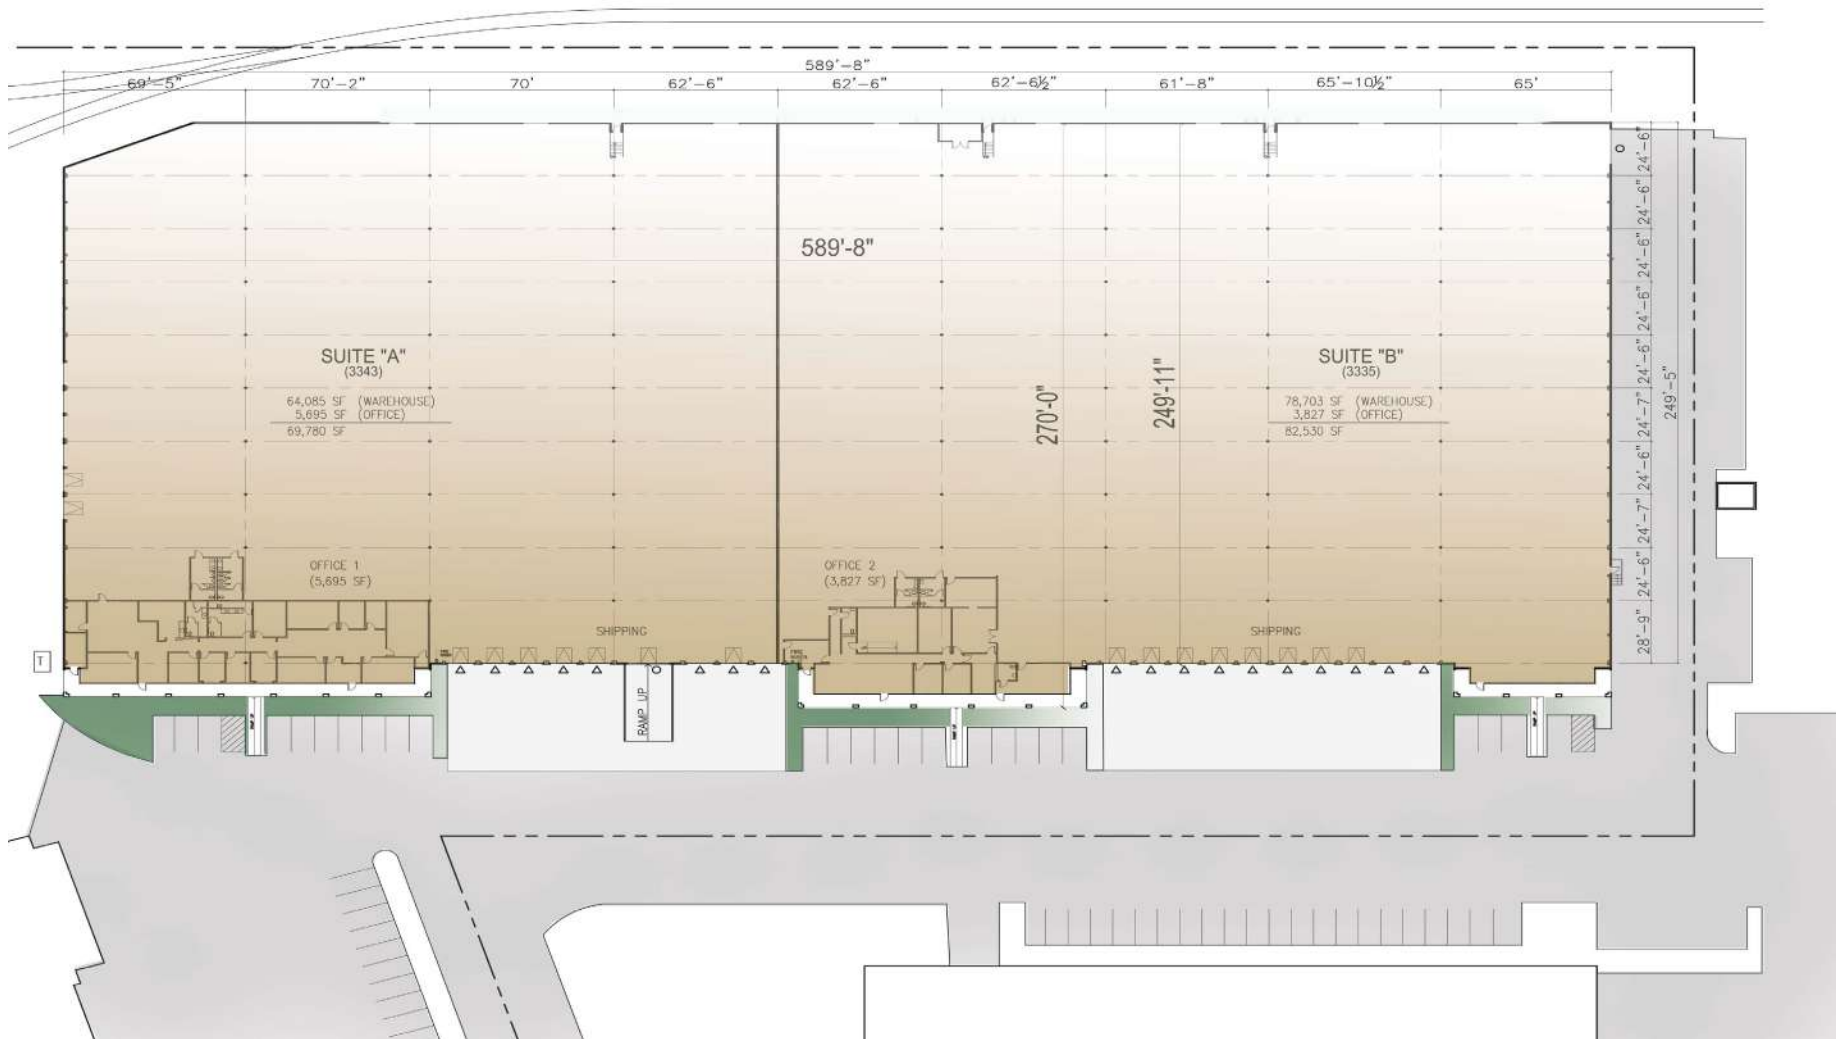 589'-8"
69'-5"
70'-2"
70'
62'-6"
62'-6"
62'-6½"
61'-8"
65'-10½"
65'
24'-6"
24'-6"
24'-6"
24'-6"
24'-6"
24'-7"
24'-6"
24'-7"
24'-6"
28'-9"
249'-5"
589'-8"
SUITE "A"
(3343)
64,085 SF (WAREHOUSE)
5,695 SF (OFFICE)
69,780 SF
270'-0"
249'-11"
SUITE "B"
(3335)
78,703 SF (WAREHOUSE)
3,827 SF (OFFICE)
82,530 SF
OFFICE 1
(5,695 SF)
OFFICE 2
(3,827 SF)
SHIPPING
SHIPPING
T
RAMP UP